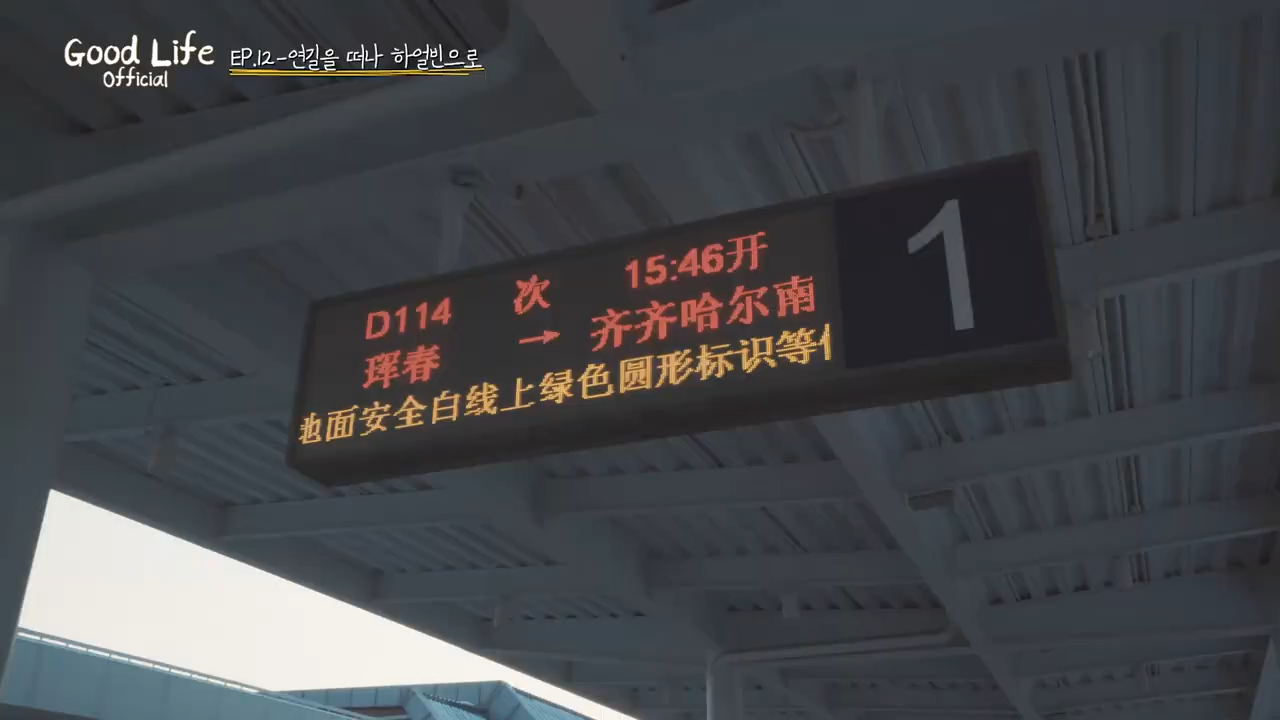 Good Life
Official
EP.12-연길을 떠나 하얼빈으로
D114 次 15:46开
珲春 → 齐齐哈尔南
地面安全白线上绿色圆形标识等
1